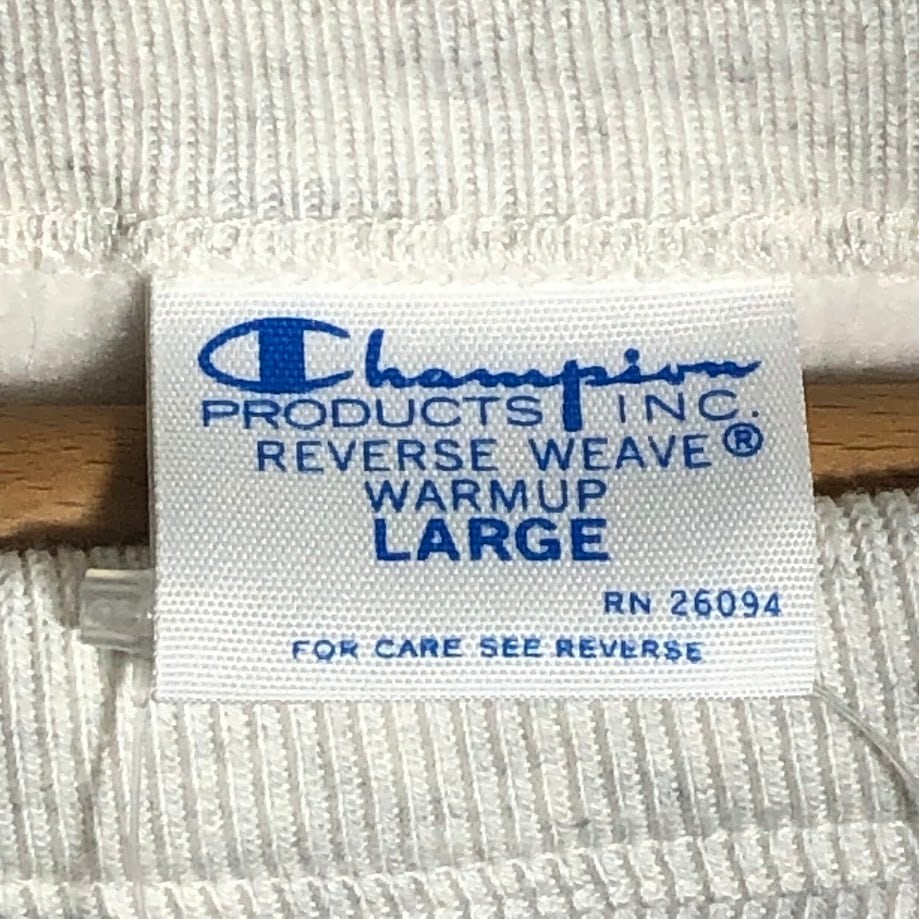 Champion
PRODUCTS INC.
REVERSE WEAVE®
WARMUP
LARGE
RN 26094
FOR CARE SEE REVERSE